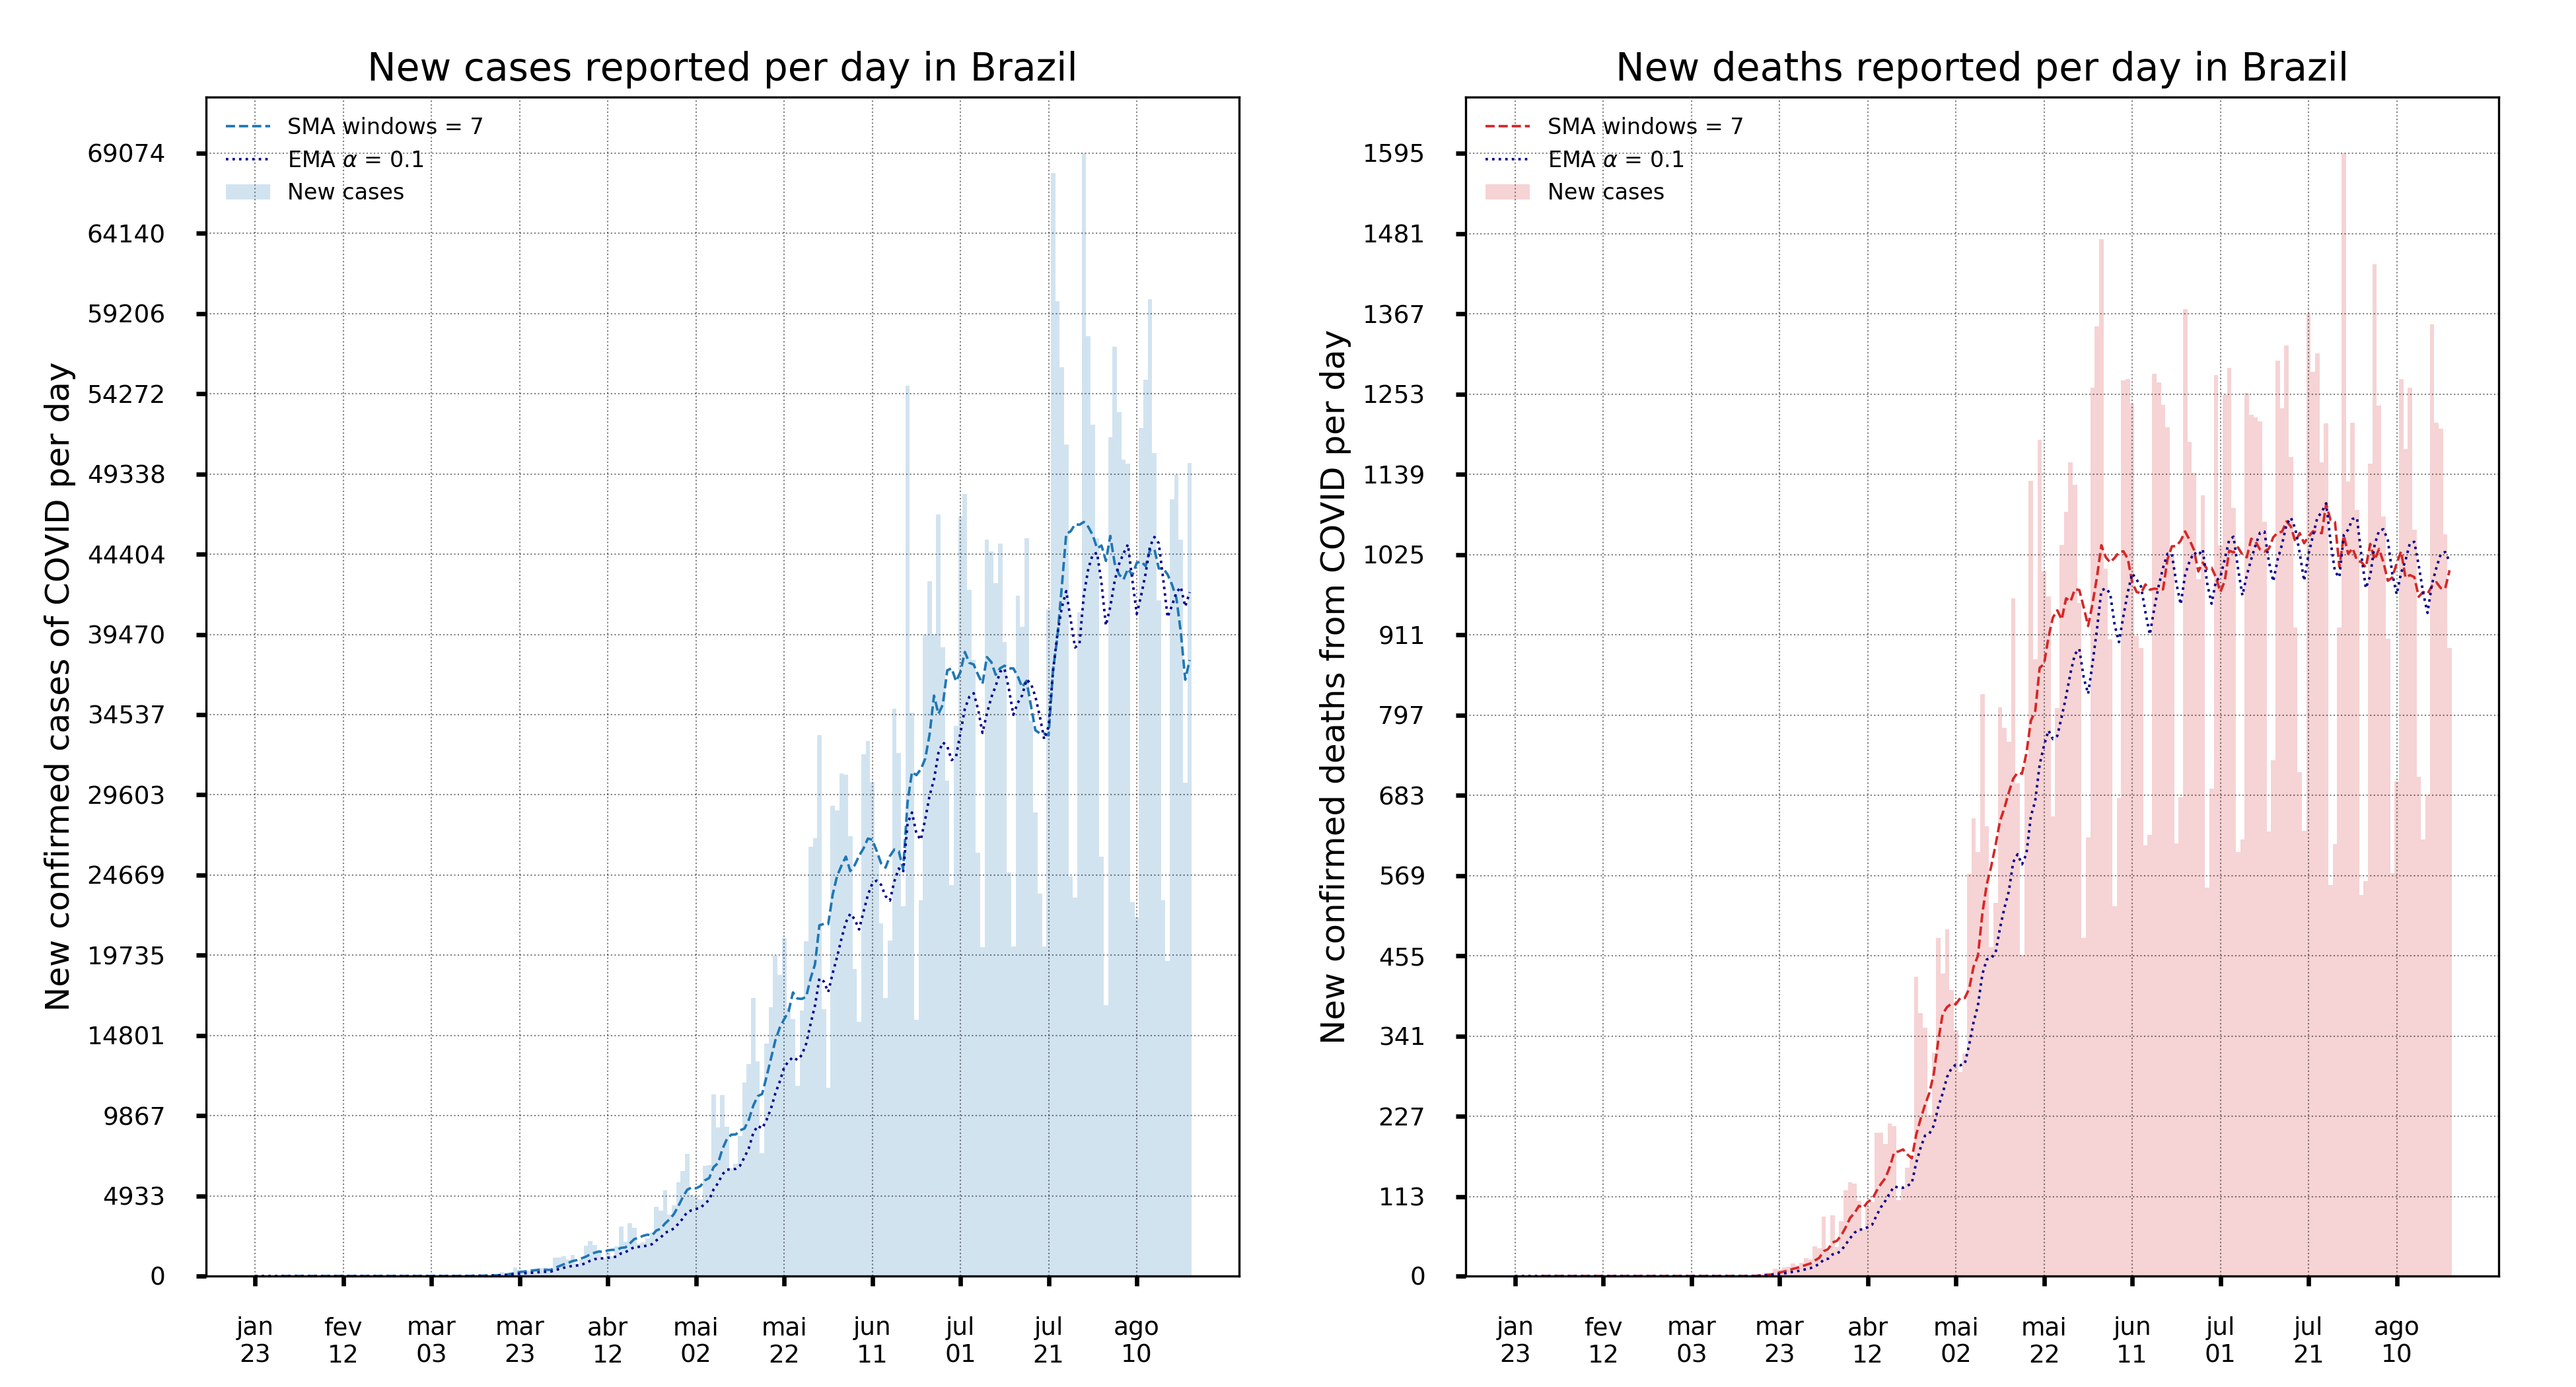 New cases reported per day in Brazil
SMA windows = 7
EMA α = 0.1
New cases
New confirmed cases of COVID per day
69074
64140
59206
54272
49338
44404
39470
34537
29603
24669
19735
14801
9867
4933
0
jan 23
fev 12
mar 03
mar 23
abr 12
mai 02
mai 22
jun 11
jul 01
jul 21
ago 10
New deaths reported per day in Brazil
SMA windows = 7
EMA α = 0.1
New cases
New confirmed deaths from COVID per day
1595
1481
1367
1253
1139
1025
911
797
683
569
455
341
227
113
0
jan 23
fev 12
mar 03
mar 23
abr 12
mai 02
mai 22
jun 11
jul 01
jul 21
ago 10